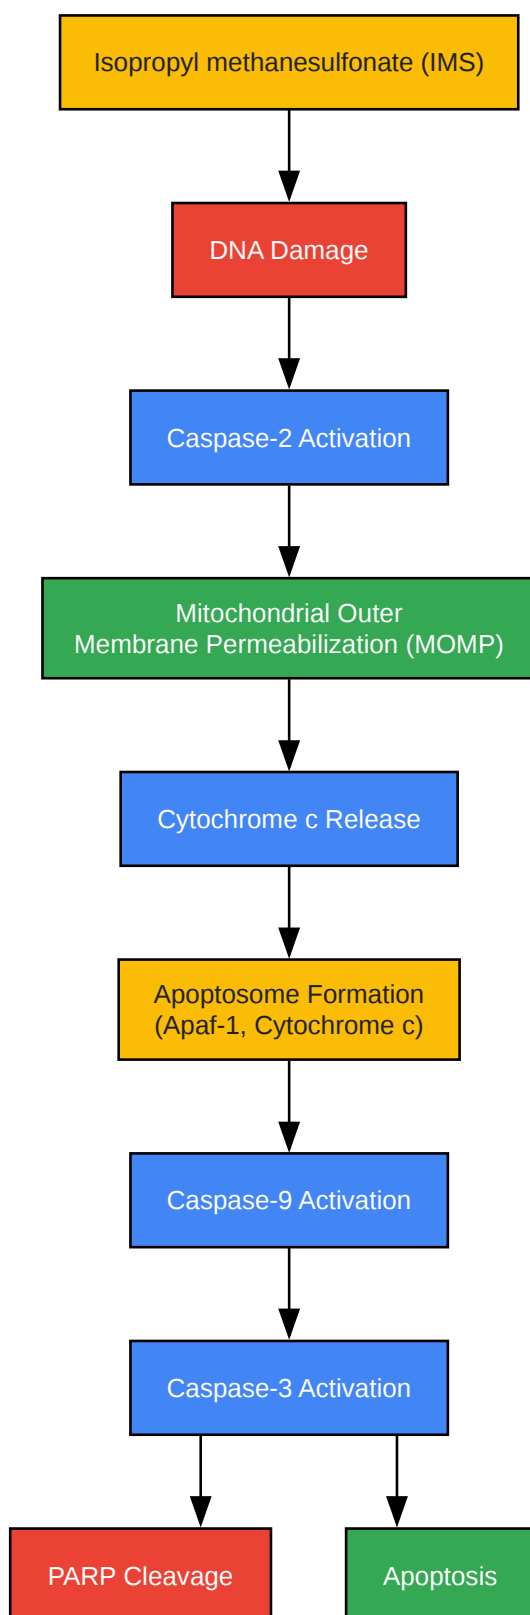 Isopropyl methanesulfonate (IMS)
DNA Damage
Caspase-2 Activation
Mitochondrial Outer
Membrane Permeabilization (MOMP)
Cytochrome c Release
Apoptosome Formation
(Apaf-1, Cytochrome c)
Caspase-9 Activation
Caspase-3 Activation
PARP Cleavage
Apoptosis